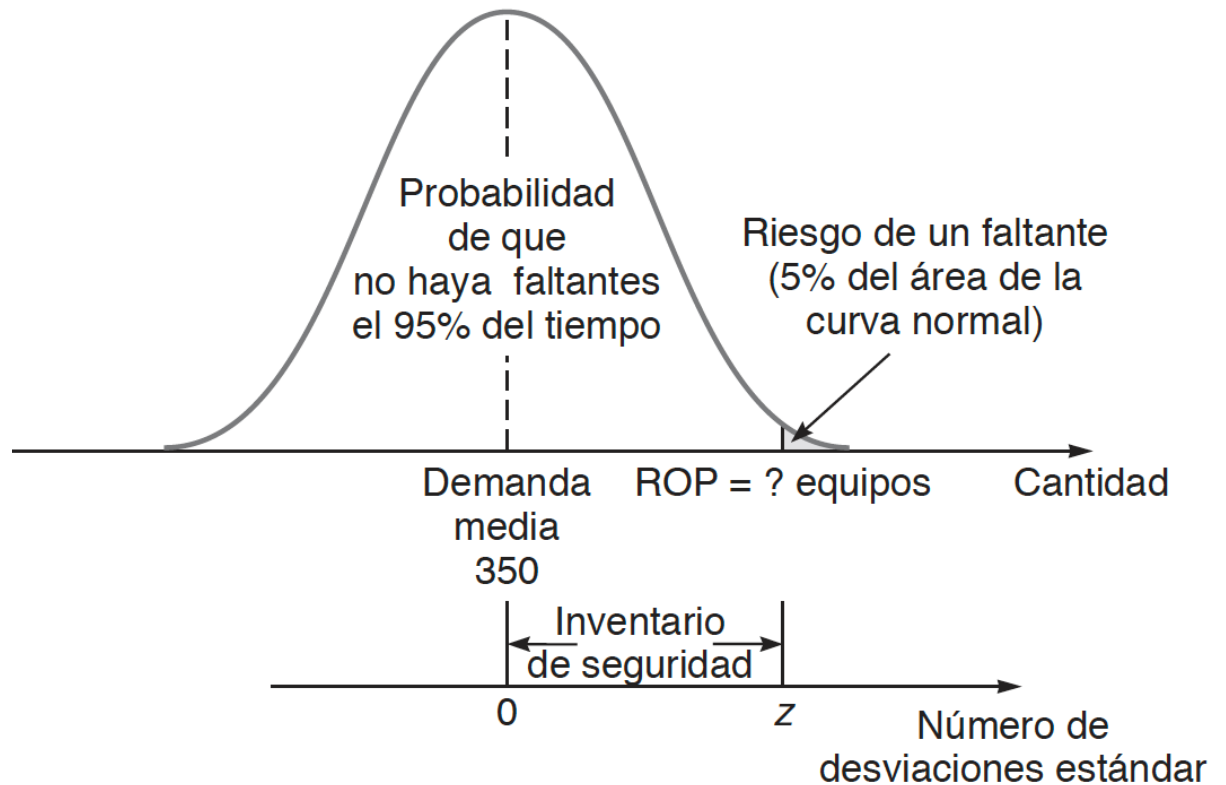 Probabilidad
de que
no haya faltantes
el 95% del tiempo
Riesgo de un faltante
(5% del área de la
curva normal)
Demanda
media
350
ROP = ? equipos
Cantidad
Inventario
de seguridad
0
z
Número de
desviaciones estándar